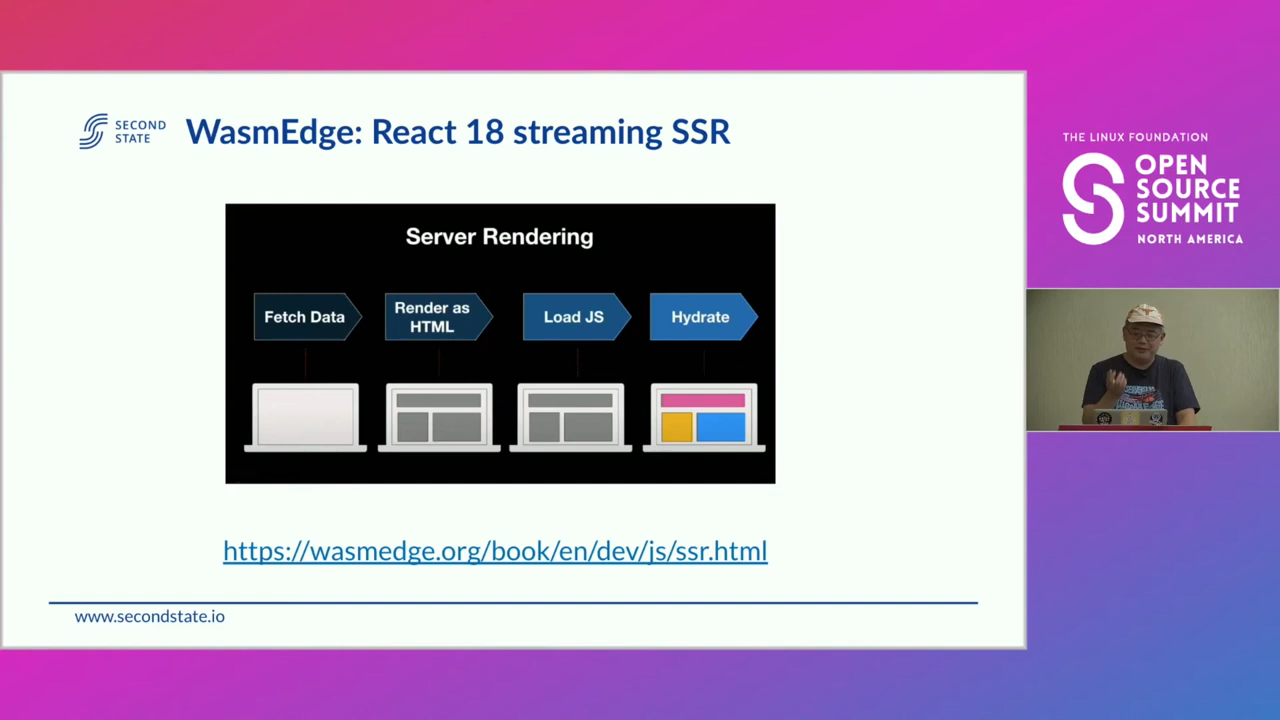 SECOND
STATE
WasmEdge: React 18 streaming SSR
Server Rendering
Fetch Data
Render as
HTML
Load JS
Hydrate
https://wasmedge.org/book/en/dev/js/ssr.html
www.secondstate.io
THE LINUX FOUNDATION
OPEN
SOURCE
SUMMIT
NORTH AMERICA